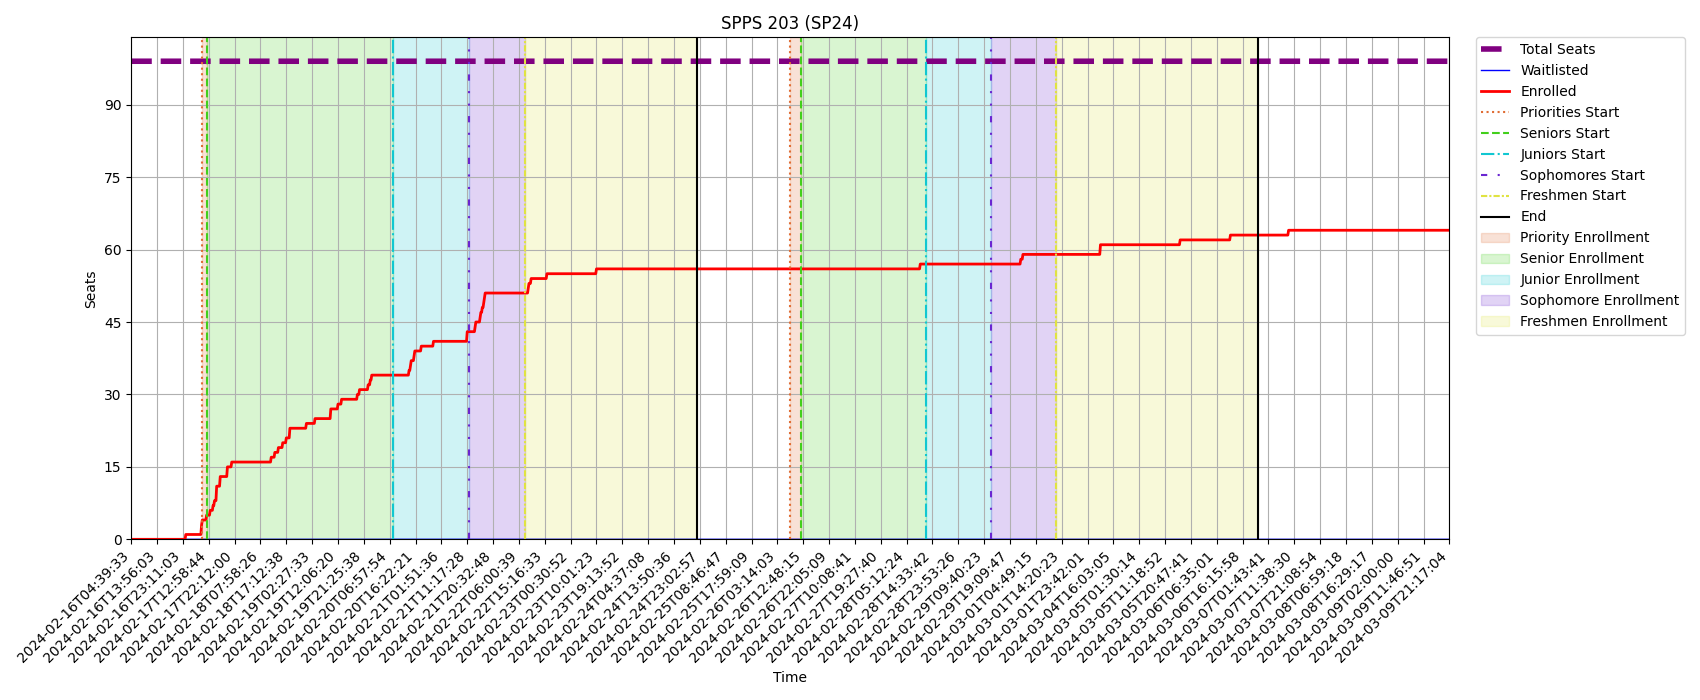 SPPS 203 (SP24)
Seats
90
75
60
45
30
15
0
2024-02-16T04:39:33
2024-02-16T13:56:03
2024-02-16T23:11:03
2024-02-17T12:58:44
2024-02-17T22:12:00
2024-02-18T07:58:26
2024-02-18T17:12:38
2024-02-19T02:27:33
2024-02-19T12:06:20
2024-02-19T21:25:38
2024-02-20T06:57:54
2024-02-20T16:22:21
2024-02-21T01:51:36
2024-02-21T11:17:28
2024-02-21T20:32:48
2024-02-22T06:00:39
2024-02-22T15:16:33
2024-02-23T00:30:52
2024-02-23T10:01:23
2024-02-23T19:13:52
2024-02-24T04:37:08
2024-02-24T13:50:36
2024-02-24T23:02:57
2024-02-25T08:46:47
2024-02-25T17:59:09
2024-02-26T03:14:03
2024-02-26T12:48:15
2024-02-26T22:05:09
2024-02-27T10:08:41
2024-02-27T19:27:40
2024-02-28T05:12:24
2024-02-28T14:33:42
2024-02-28T23:53:26
2024-02-29T09:40:23
2024-02-29T19:09:47
2024-03-01T04:49:15
2024-03-01T14:20:23
2024-03-01T23:42:01
2024-03-04T16:03:05
2024-03-05T01:30:14
2024-03-05T11:18:52
2024-03-05T20:47:41
2024-03-06T06:35:01
2024-03-06T16:15:58
2024-03-07T01:43:41
2024-03-07T11:38:30
2024-03-07T21:08:54
2024-03-08T06:59:18
2024-03-08T16:29:17
2024-03-09T02:00:00
2024-03-09T11:46:51
2024-03-09T21:17:04
Time
Total Seats
Waitlisted
Enrolled
Priorities Start
Seniors Start
Juniors Start
Sophomores Start
Freshmen Start
End
Priority Enrollment
Senior Enrollment
Junior Enrollment
Sophomore Enrollment
Freshmen Enrollment